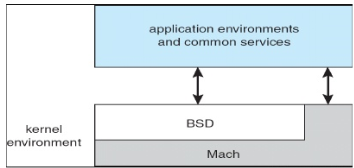 application environments
and common services
kernel
environment
BSD
Mach